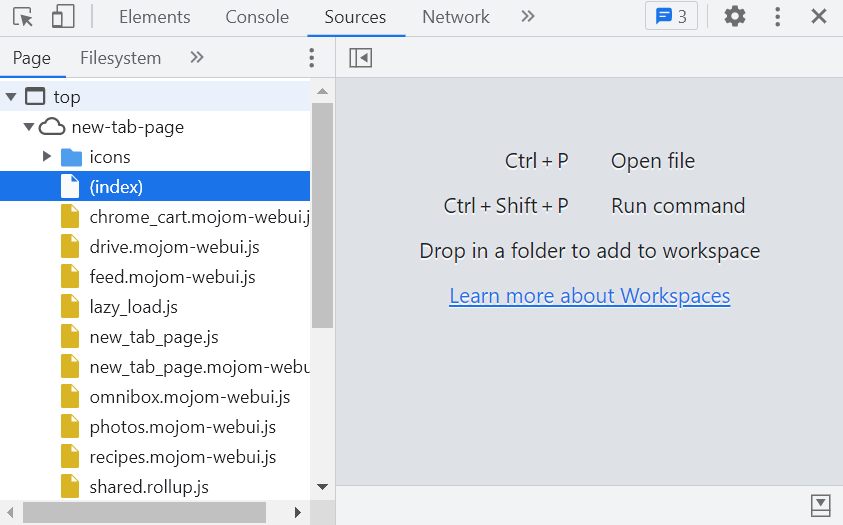 Elements Console Sources Network 3
Page Filesystem
top
new-tab-page
icons
(index)
chrome_cart.mojom-webui.j
drive.mojom-webui.js
feed.mojom-webui.js
lazy_load.js
new_tab_page.js
new_tab_page.mojom-webu
omnibox.mojom-webui.js
photos.mojom-webui.js
recipes.mojom-webui.js
shared.rollup.js
Ctrl + P Open file
Ctrl + Shift + P Run command
Drop in a folder to add to workspace
Learn more about Workspaces